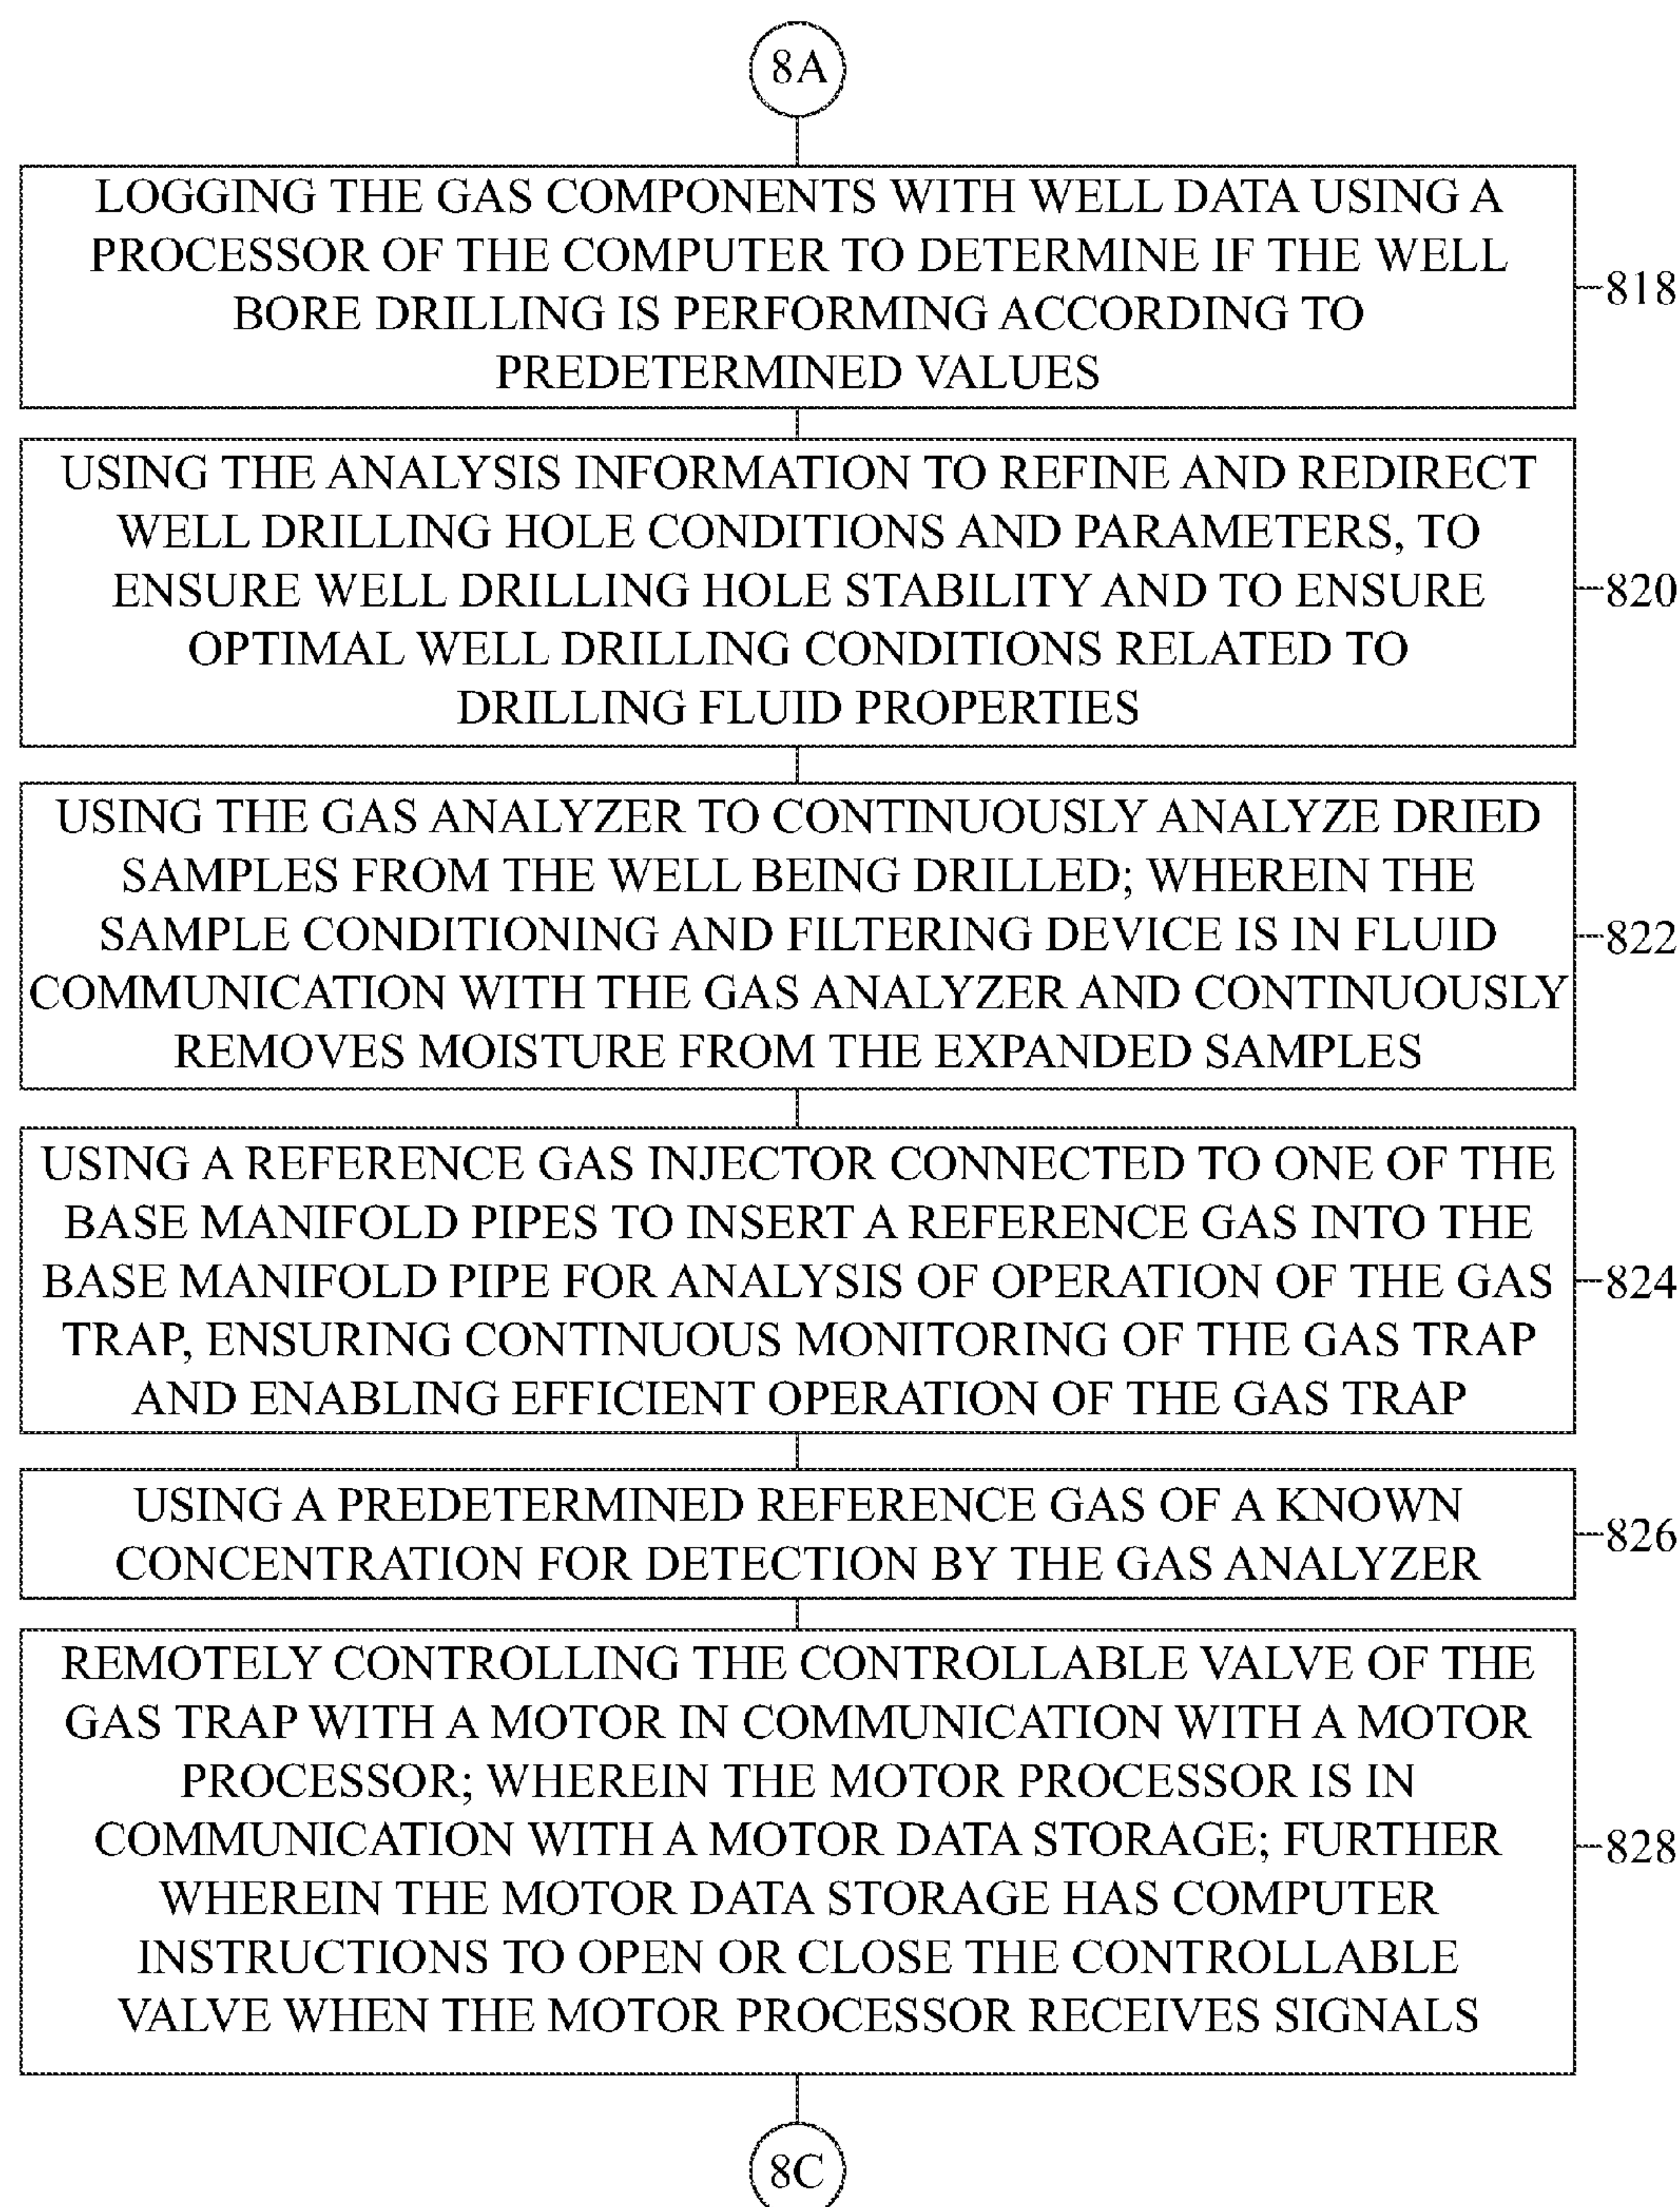 8A
LOGGING THE GAS COMPONENTS WITH WELL DATA USING A
PROCESSOR OF THE COMPUTER TO DETERMINE IF THE WELL
BORE DRILLING IS PERFORMING ACCORDING TO
PREDETERMINED VALUES
818
USING THE ANALYSIS INFORMATION TO REFINE AND REDIRECT
WELL DRILLING HOLE CONDITIONS AND PARAMETERS, TO
ENSURE WELL DRILLING HOLE STABILITY AND TO ENSURE
OPTIMAL WELL DRILLING CONDITIONS RELATED TO
DRILLING FLUID PROPERTIES
820
USING THE GAS ANALYZER TO CONTINUOUSLY ANALYZE DRIED
SAMPLES FROM THE WELL BEING DRILLED; WHEREIN THE
SAMPLE CONDITIONING AND FILTERING DEVICE IS IN FLUID
COMMUNICATION WITH THE GAS ANALYZER AND CONTINUOUSLY
REMOVES MOISTURE FROM THE EXPANDED SAMPLES
822
USING A REFERENCE GAS INJECTOR CONNECTED TO ONE OF THE
BASE MANIFOLD PIPES TO INSERT A REFERENCE GAS INTO THE
BASE MANIFOLD PIPE FOR ANALYSIS OF OPERATION OF THE GAS
TRAP, ENSURING CONTINUOUS MONITORING OF THE GAS TRAP
AND ENABLING EFFICIENT OPERATION OF THE GAS TRAP
824
USING A PREDETERMINED REFERENCE GAS OF A KNOWN
CONCENTRATION FOR DETECTION BY THE GAS ANALYZER
826
REMOTELY CONTROLLING THE CONTROLLABLE VALVE OF THE
GAS TRAP WITH A MOTOR IN COMMUNICATION WITH A MOTOR
PROCESSOR; WHEREIN THE MOTOR PROCESSOR IS IN
COMMUNICATION WITH A MOTOR DATA STORAGE; FURTHER
WHEREIN THE MOTOR DATA STORAGE HAS COMPUTER
INSTRUCTIONS TO OPEN OR CLOSE THE CONTROLLABLE
VALVE WHEN THE MOTOR PROCESSOR RECEIVES SIGNALS
828
8C